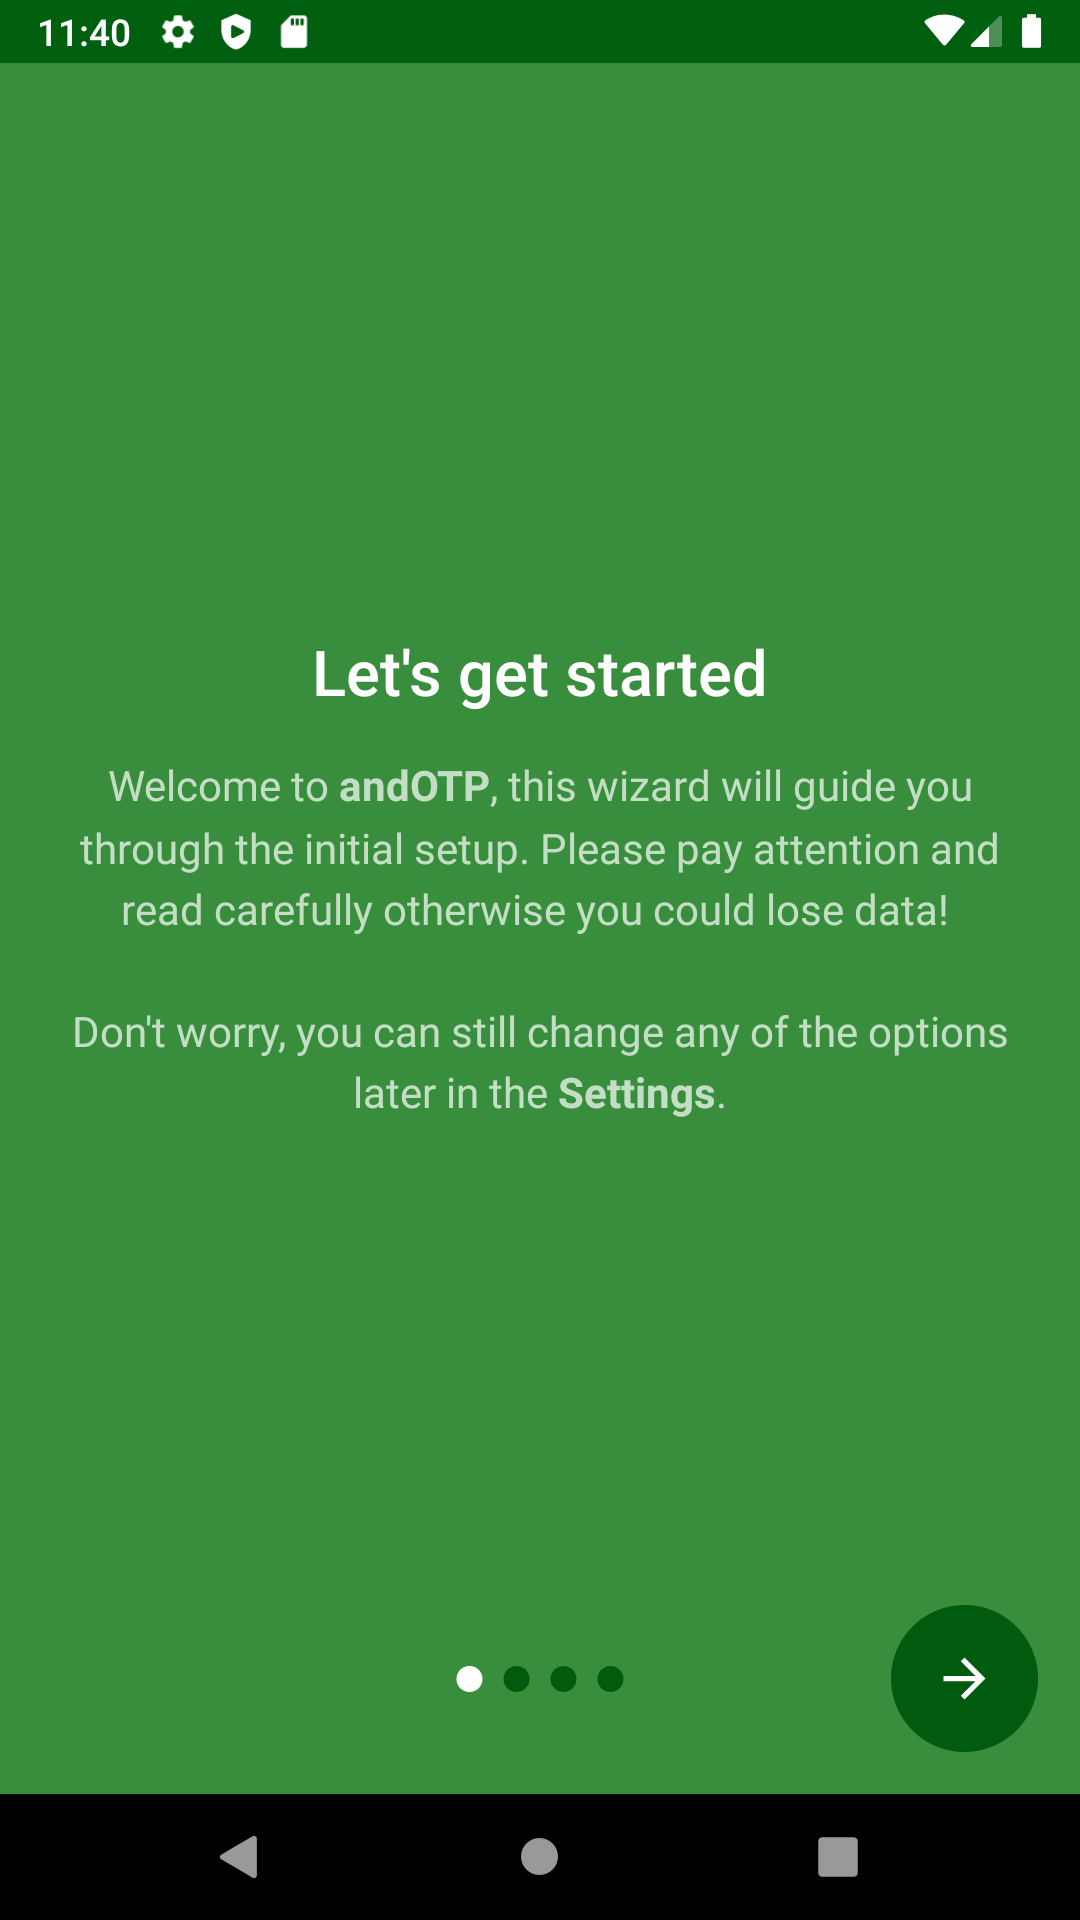 11:40
Let's get started
Welcome to andOTP, this wizard will guide you
through the initial setup. Please pay attention and
read carefully otherwise you could lose data!
Don't worry, you can still change any of the options
later in the Settings.